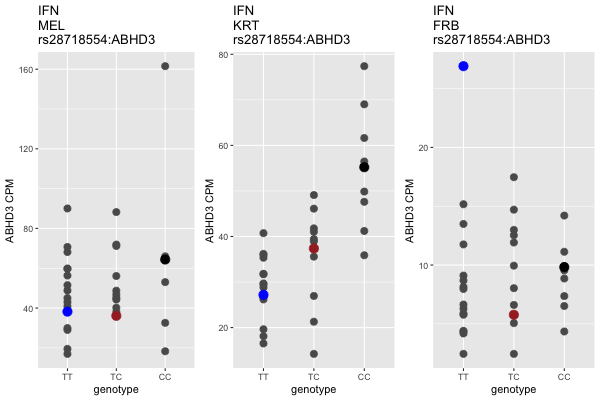 IFN
MEL
rs28718554:ABHD3
ABHD3 CPM
160
120
80
40
TT
TC
CC
genotype
IFN
KRT
rs28718554:ABHD3
ABHD3 CPM
80
60
40
20
TT
TC
CC
genotype
IFN
FRB
rs28718554:ABHD3
ABHD3 CPM
20
10
TT
TC
CC
genotype